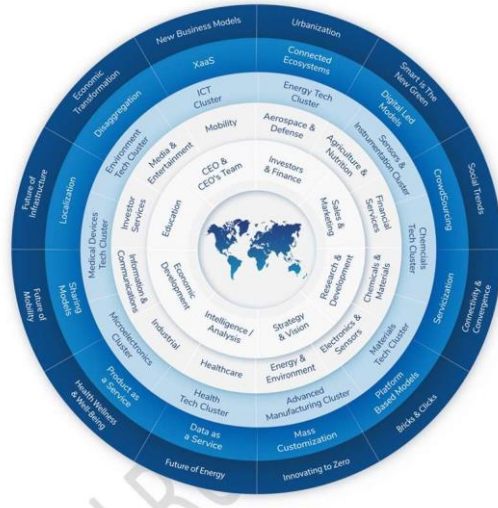 New Business Models
Urbanization
Smart is The
New Green
Social Trends
Connectivity &
Convergence
Bricks & Clicks
Innovating to Zero
Future of Energy
Health Wellness
& Well-Being
Future of
Mobility
Future of
Infrastructure
Economic
Transformation
XaaS
Connected
Ecosystems
Digital Led
Models
CrowdSourcing
Servicization
Platform
Based Models
Mass
Customization
Data as
a Service
Product as
a Service
Sharing
Models
Localization
Disaggregation
ICT
Cluster
Energy Tech
Cluster
Sensors &
Instrumentation Cluster
Chemcials
Tech Cluster
Materials
Tech Cluster
Advanced
Manufacturing Cluster
Health
Tech Cluster
Microelectronics
Cluster
Medical Devices
Tech Cluster
Environment
Tech Cluster
Mobility
Aerospace &
Defense
Agriculture &
Nutrition
Financial
Services
Chemicals &
Materials
Electronics &
Sensors
Energy &
Environment
Healthcare
Industrial
Information &
Communications
Investor
Services
Media &
Entertainment
CEO &
CEO's Team
Investors
& Finance
Sales &
Marketing
Research &
Development
Strategy
& Vision
Intelligence /
Analysis
Economic
Development
Education